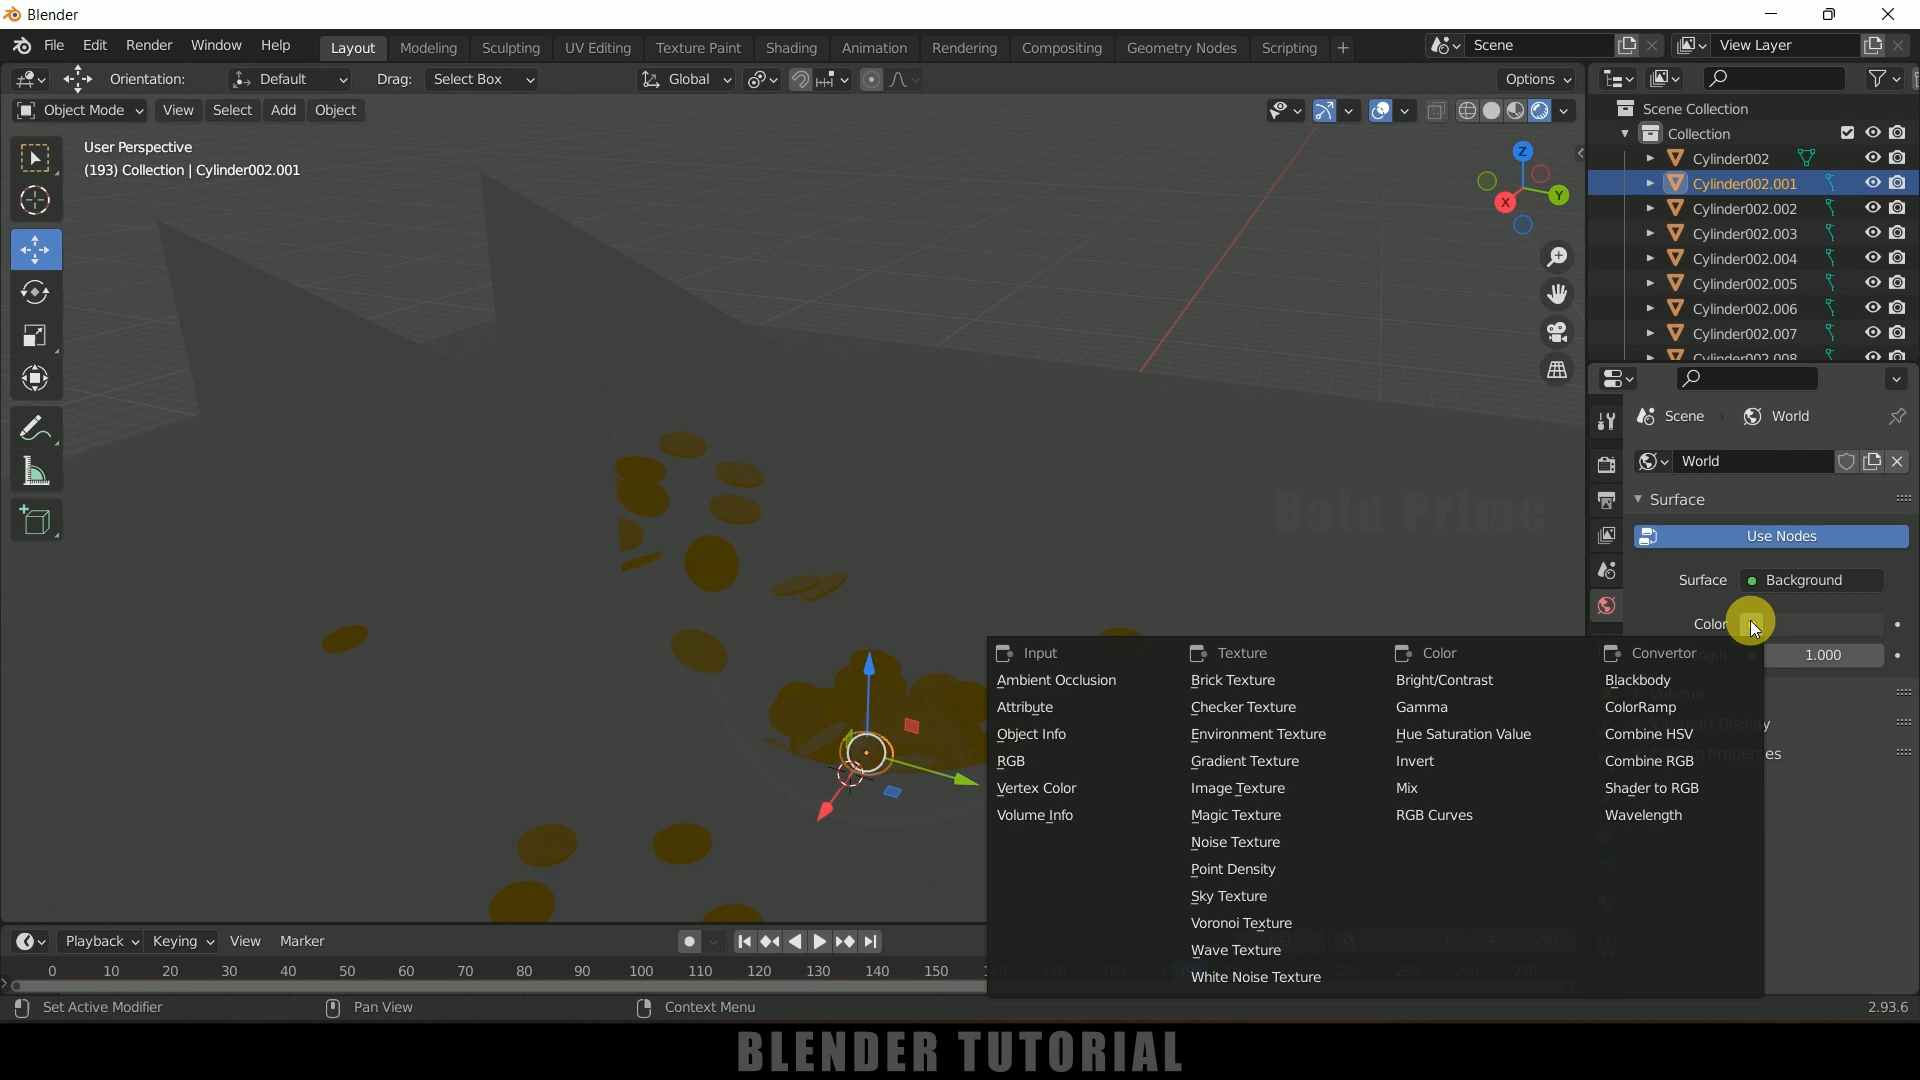 Blender
File Edit Render Window Help Layout Modeling Sculpting UV Editing Texture Paint Shading Animation Rendering Compositing Geometry Nodes Scripting + Scene View Layer
Orientation: Default Drag: Select Box Global Options
Object Mode View Select Add Object
User Perspective
(193) Collection | Cylinder002.001
Z
Y
X
Scene Collection
Collection
Cylinder002
Cylinder002.001
Cylinder002.002
Cylinder002.003
Cylinder002.004
Cylinder002.005
Cylinder002.006
Cylinder002.007
Cylinder002.008
Scene World
World
Surface
Use Nodes
Surface Background
Color
1.000
Balu Prime
Input
Ambient Occlusion
Attribute
Object Info
RGB
Vertex Color
Volume Info
Texture
Brick Texture
Checker Texture
Environment Texture
Gradient Texture
Image Texture
Magic Texture
Noise Texture
Point Density
Sky Texture
Voronoi Texture
Wave Texture
White Noise Texture
Color
Bright/Contrast
Gamma
Hue Saturation Value
Invert
Mix
RGB Curves
Convertor
Blackbody
ColorRamp
Combine HSV
Combine RGB
Shader to RGB
Wavelength
Playback Keying View Marker
0 10 20 30 40 50 60 70 80 90 100 110 120 130 140 150
Set Active Modifier Pan View Context Menu 2.93.6
BLENDER TUTORIAL